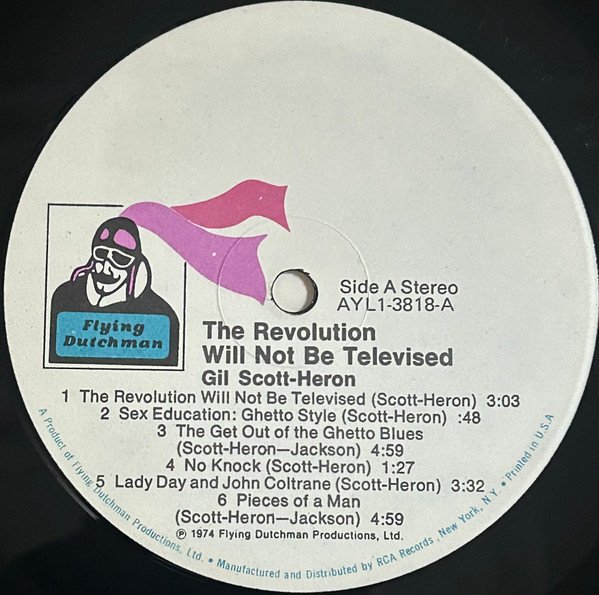 Flying
Dutchman
Side A Stereo
AYL1-3818-A
The Revolution
Will Not Be Televised
Gil Scott-Heron
1 The Revolution Will Not Be Televised (Scott-Heron) 3:03
2 Sex Education: Ghetto Style (Scott-Heron) :48
3 The Get Out of the Ghetto Blues
(Scott-Heron—Jackson) 4:59
4 No Knock (Scott-Heron) 1:27
5 Lady Day and John Coltrane (Scott-Heron) 3:32
6 Pieces of a Man
(Scott-Heron—Jackson) 4:59
℗ 1974 Flying Dutchman Productions, Ltd.
A Product of Flying Dutchman Productions, Ltd. • Manufactured and Distributed by RCA Records, New York, N.Y. • Printed in U.S.A